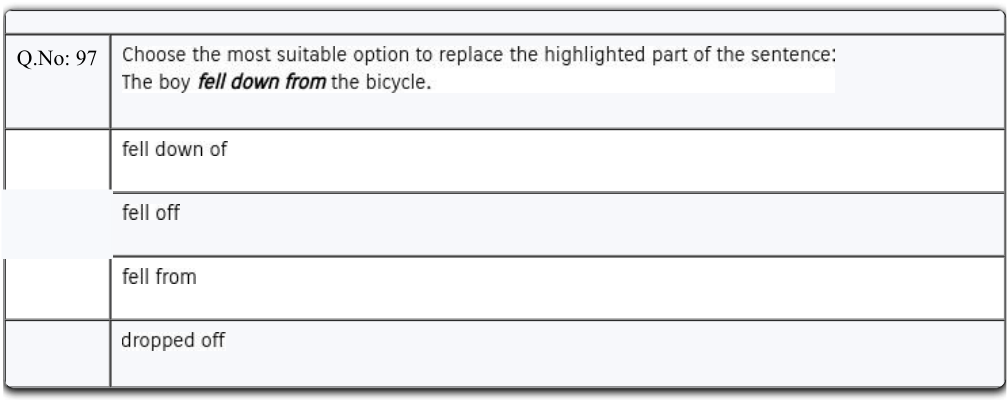 Q.No: 97
Choose the most suitable option to replace the highlighted part of the sentence:
The boy fell down from the bicycle.
fell down of
fell off
fell from
dropped off